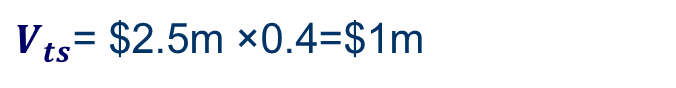 V_ts= $2.5m ×0.4=$1m